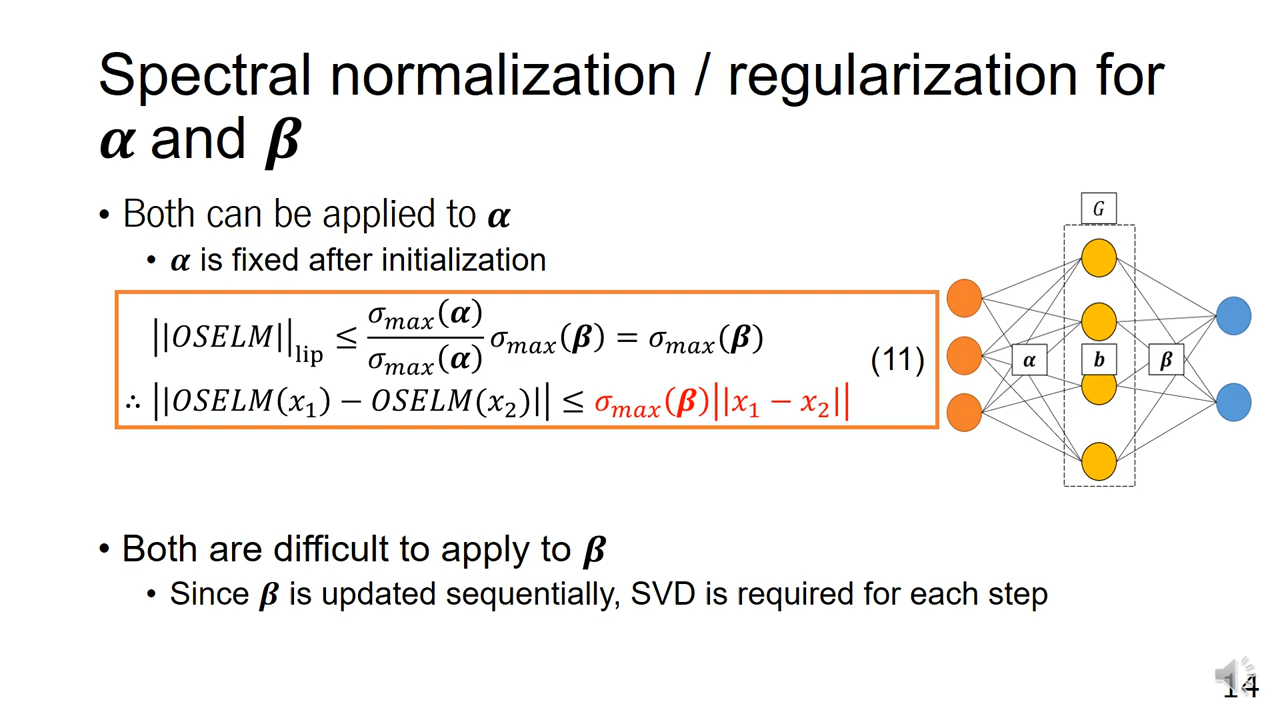 Spectral normalization / regularization for
α and β
• Both can be applied to α
• α is fixed after initialization
||OSELM||lip ≤ σmax(α)/σmax(α) σmax(β) = σmax(β)
(11)
∴ ||OSELM(x1) − OSELM(x2)|| ≤ σmax(β)||x1 − x2||
G
α
b
β
• Both are difficult to apply to β
• Since β is updated sequentially, SVD is required for each step
14